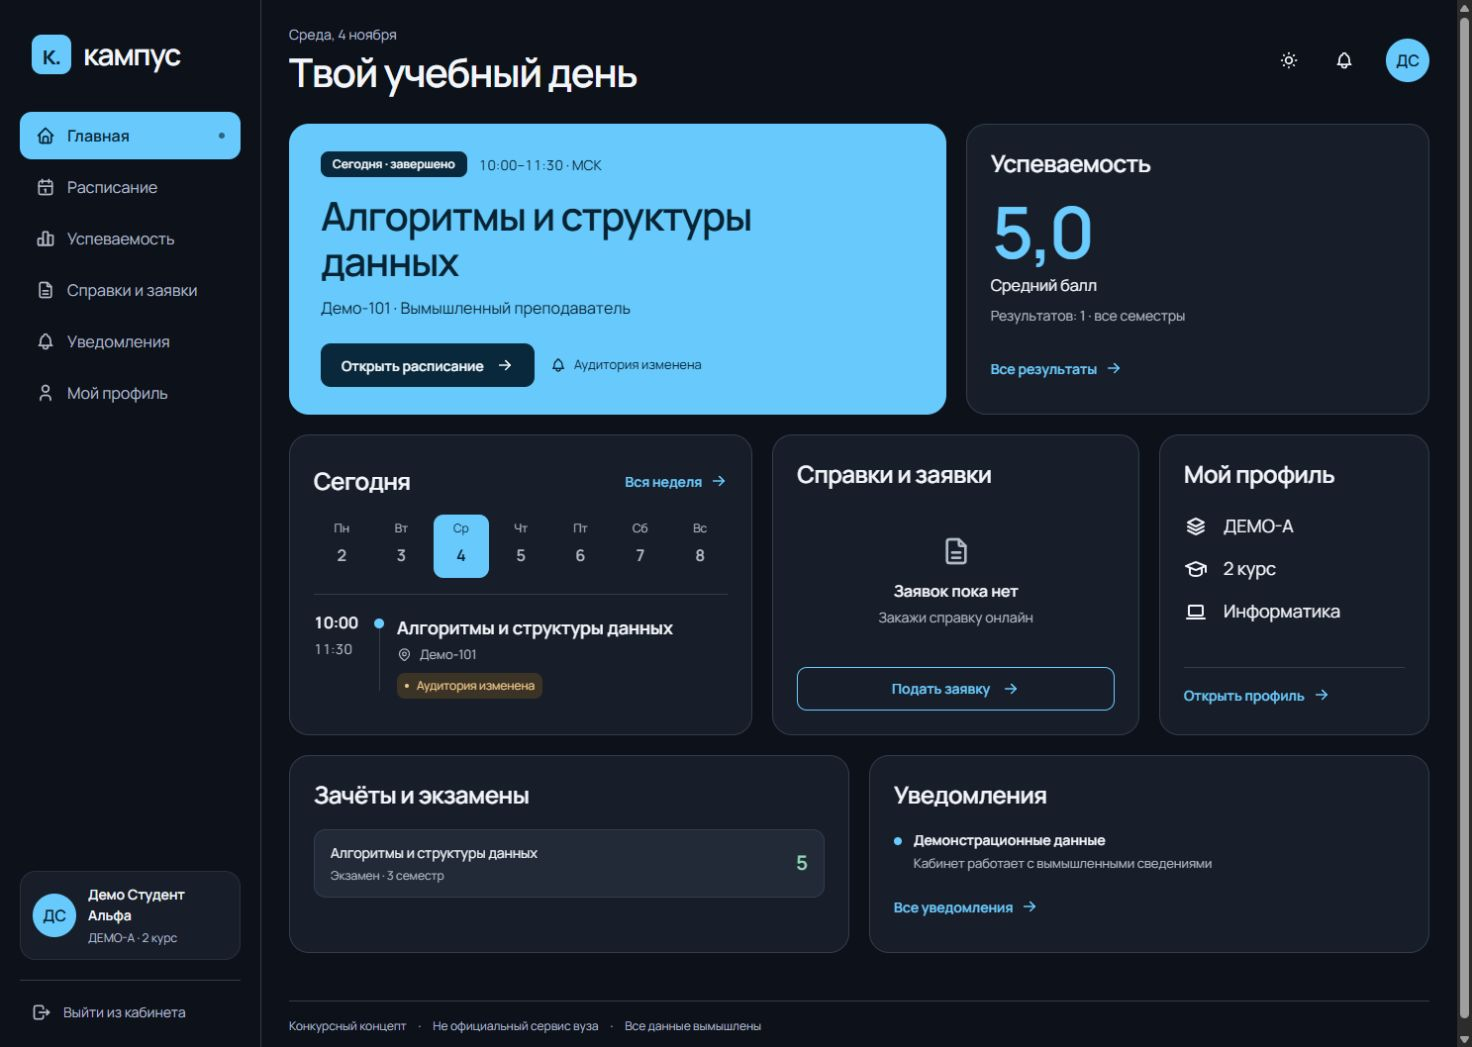 к.
кампус
Главная
Расписание
Успеваемость
Справки и заявки
Уведомления
Мой профиль
Демо Студент
Альфа
ДЕМО-А · 2 курс
Выйти из кабинета
Среда, 4 ноября
Твой учебный день
ДС
Сегодня · завершено
10:00–11:30 · МСК
Алгоритмы и структуры
данных
Демо-101 · Вымышленный преподаватель
Открыть расписание →
Аудитория изменена
Успеваемость
5,0
Средний балл
Результатов: 1 · все семестры
Все результаты →
Сегодня
Вся неделя →
Пн Вт Ср Чт Пт Сб Вс
2 3 4 5 6 7 8
10:00
11:30
Алгоритмы и структуры данных
Демо-101
• Аудитория изменена
Справки и заявки
Заявок пока нет
Закажи справку онлайн
Подать заявку →
Мой профиль
ДЕМО-А
2 курс
Информатика
Открыть профиль →
Зачёты и экзамены
Алгоритмы и структуры данных
Экзамен · 3 семестр
5
Уведомления
Демонстрационные данные
Кабинет работает с вымышленными сведениями
Все уведомления →
ДС
Конкурсный концепт · Не официальный сервис вуза · Все данные вымышлены